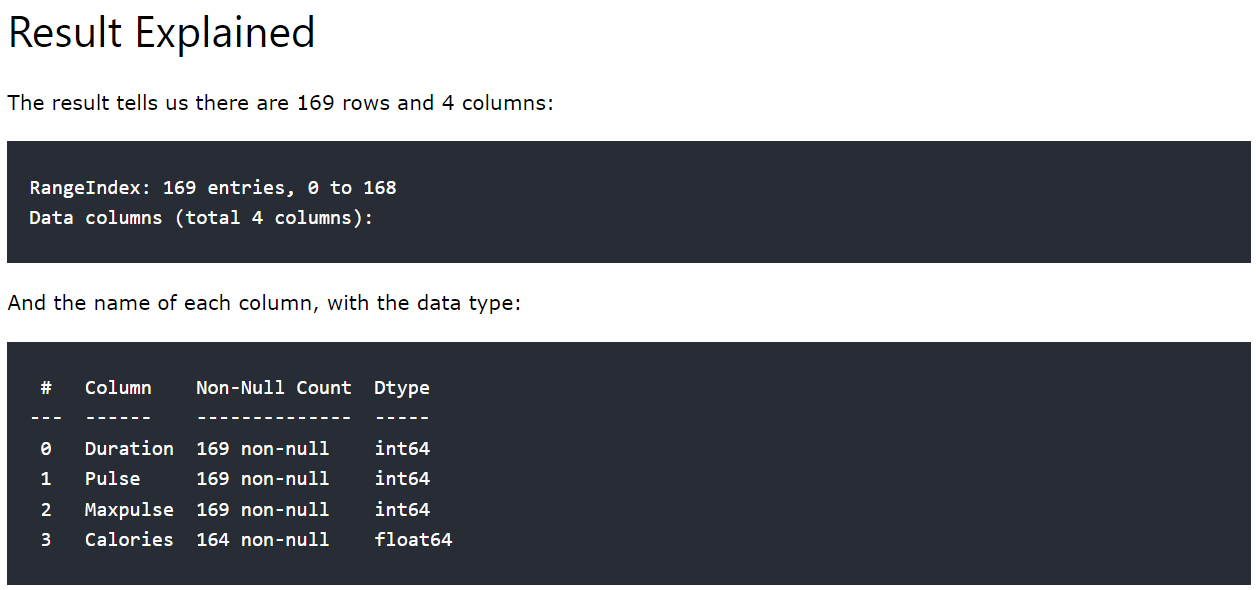 Result Explained
The result tells us there are 169 rows and 4 columns:
RangeIndex: 169 entries, 0 to 168
Data columns (total 4 columns):
And the name of each column, with the data type:
 #   Column    Non-Null Count  Dtype
---  ------    --------------  -----
 0   Duration  169 non-null    int64
 1   Pulse     169 non-null    int64
 2   Maxpulse  169 non-null    int64
 3   Calories  164 non-null    float64